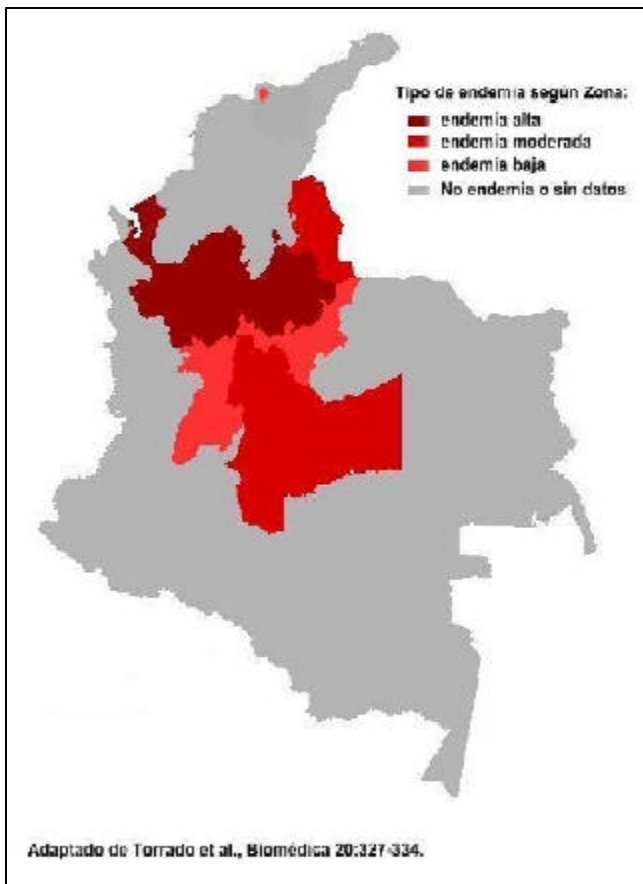 Tipo de endemia según Zona:
endemia alta
endemia moderada
endemia baja
No endemia o sin datos
Adaptado de Torrado et al., Biomédica 20:327-334.